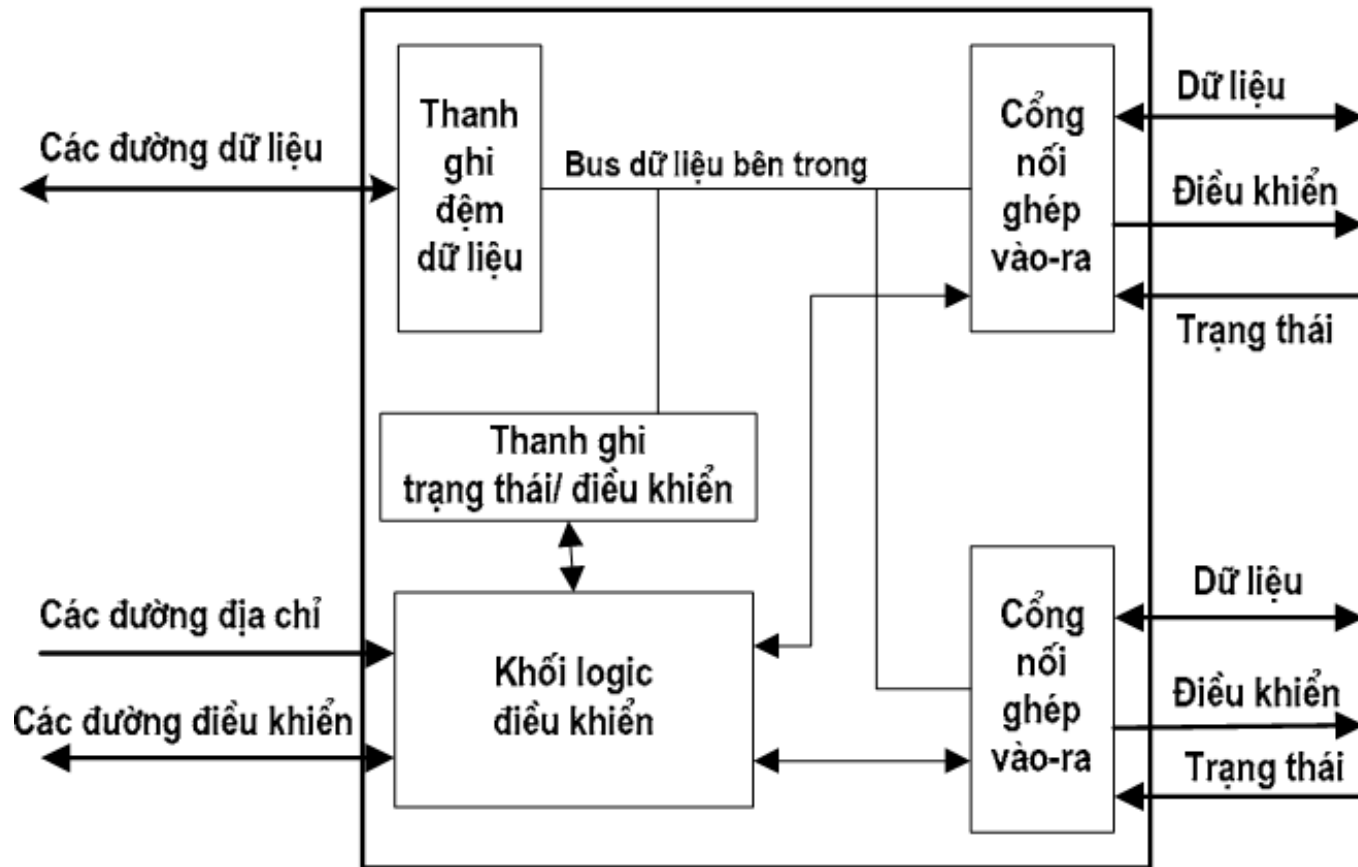 Các đường dữ liệu
Thanh
ghi
đệm
dữ liệu
Bus dữ liệu bên trong
Cổng
nối
ghép
vào-ra
Dữ liệu
Điều khiển
Trạng thái
Thanh ghi
trạng thái/ điều khiển
Các đường địa chỉ
Các đường điều khiển
Khối logic
điều khiển
Cổng
nối
ghép
vào-ra
Dữ liệu
Điều khiển
Trạng thái